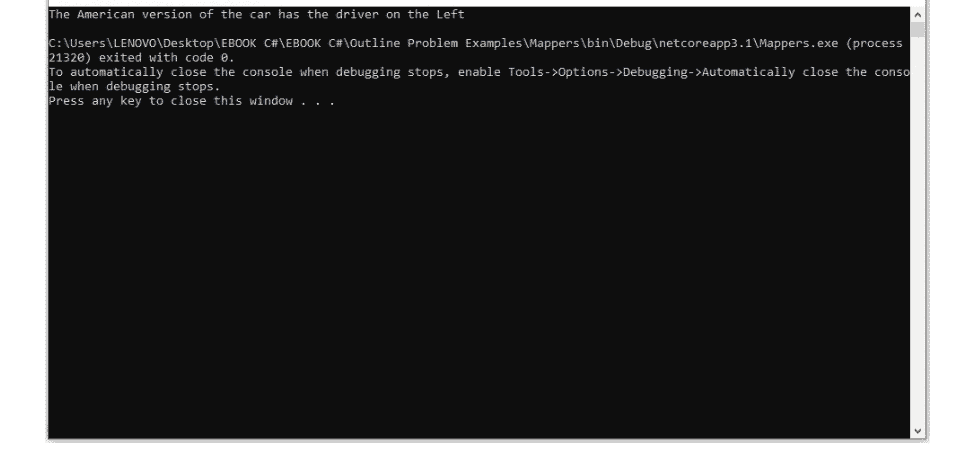 The American version of the car has the driver on the Left
C:\Users\LENOVO\Desktop\EBOOK C#\EBOOK C#\Outline Problem Examples\Mappers\bin\Debug\netcoreapp3.1\Mappers.exe (process
21320) exited with code 0.
To automatically close the console when debugging stops, enable Tools->Options->Debugging->Automatically close the conso
le when debugging stops.
Press any key to close this window . . .